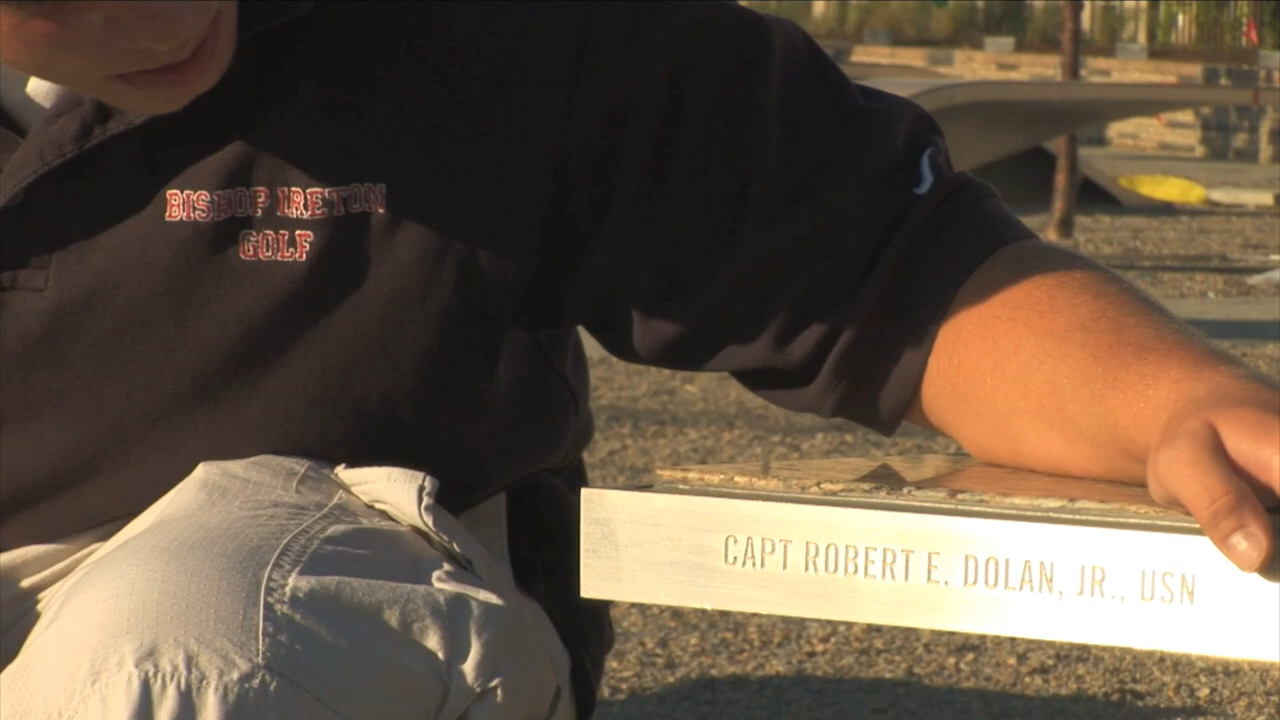 BISHOP IRETON
GOLF
CAPT ROBERT E. DOLAN, JR., USN